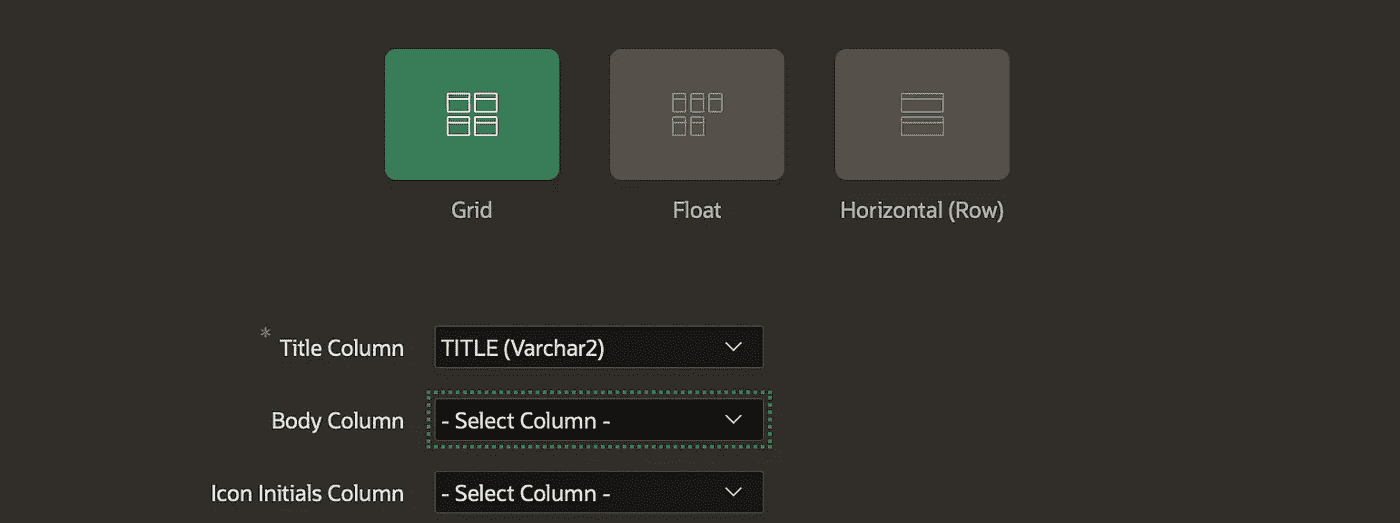 Grid Float Horizontal (Row)
* Title Column TITLE (Varchar2)
Body Column - Select Column -
Icon Initials Column - Select Column -